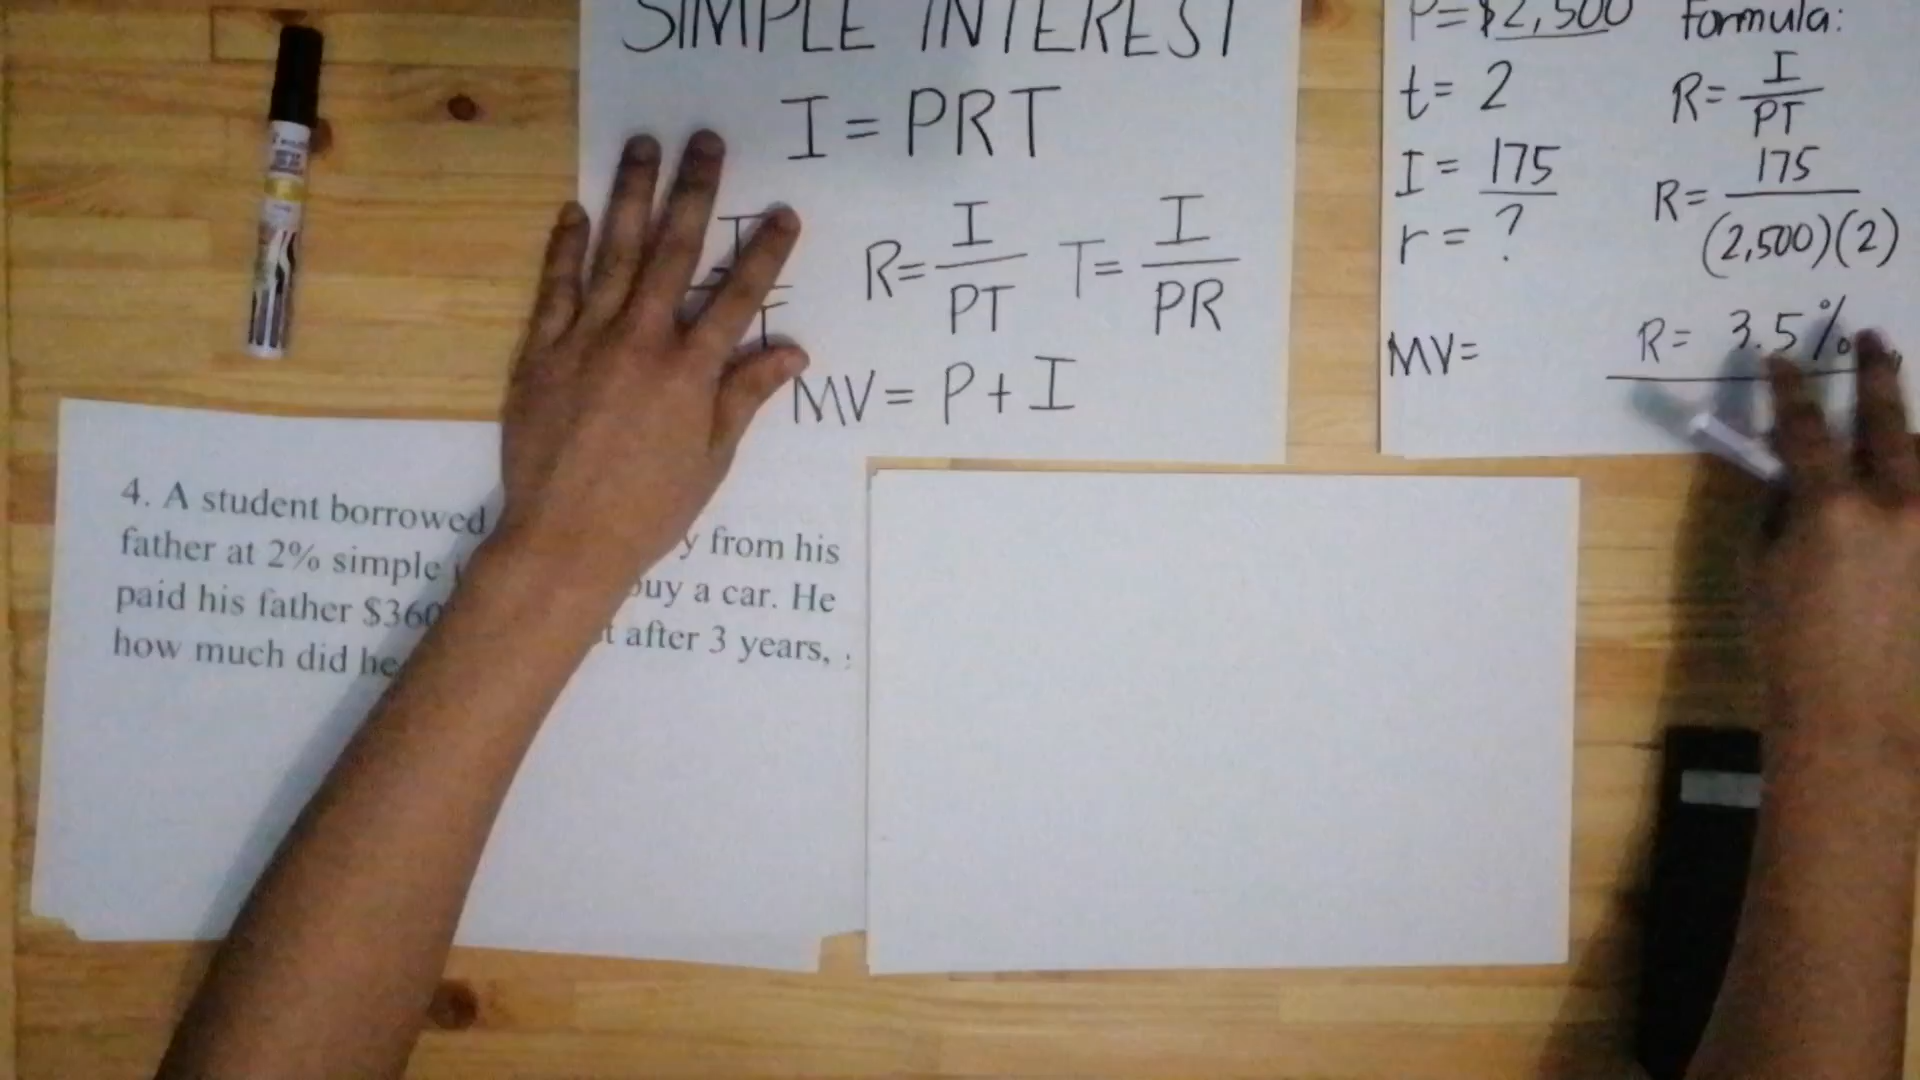 SIMPLE INTEREST
I = PRT
I
T
R = I / PT
T = I / PR
MV = P + I
P = $2,500
t = 2
I = 175
r = ?
MV =
Formula:
R = I / PT
R = 175 / (2,500)(2)
R = 3.5%
4. A student borrowed from his
father at 2% simple buy a car. He
paid his father $360 after 3 years,
how much did he